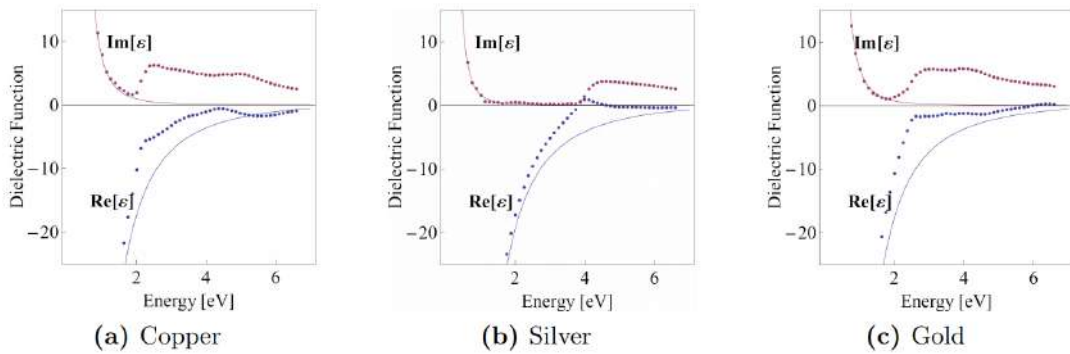 10
0
−10
−20
Dielectric Function
Im[ε]
Re[ε]
2
4
6
Energy [eV]
(a) Copper
10
0
−10
−20
Dielectric Function
Im[ε]
Re[ε]
2
4
6
Energy [eV]
(b) Silver
10
0
−10
−20
Dielectric Function
Im[ε]
Re[ε]
2
4
6
Energy [eV]
(c) Gold